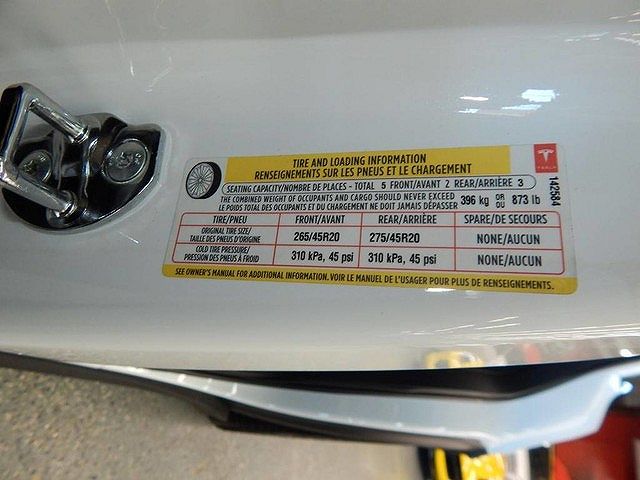 TIRE AND LOADING INFORMATION
RENSEIGNEMENTS SUR LES PNEUS ET LE CHARGEMENT
TESLA
SEATING CAPACITY/NOMBRE DE PLACES - TOTAL 5 FRONT/AVANT 2 REAR/ARRIÈRE 3
THE COMBINED WEIGHT OF OCCUPANTS AND CARGO SHOULD NEVER EXCEED
LE POIDS TOTAL DES OCCUPANTS ET DU CHARGEMENT NE DOIT JAMAIS DÉPASSER
396 kg OR OU 873 lb
142584
TIRE/PNEU FRONT/AVANT REAR/ARRIÈRE SPARE/DE SECOURS
ORIGINAL TIRE SIZE/
TAILLE DES PNEUS D'ORIGINE
265/45R20 275/45R20 NONE/AUCUN
COLD TIRE PRESSURE/
PRESSION DES PNEUS À FROID
310 kPa, 45 psi 310 kPa, 45 psi NONE/AUCUN
SEE OWNER'S MANUAL FOR ADDITIONAL INFORMATION. VOIR LE MANUEL DE L'USAGER POUR PLUS DE RENSEIGNEMENTS.